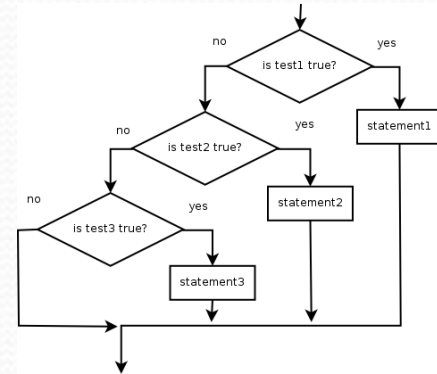 no
yes
is test1 true?
statement1
no
yes
is test2 true?
statement2
no
yes
is test3 true?
statement3